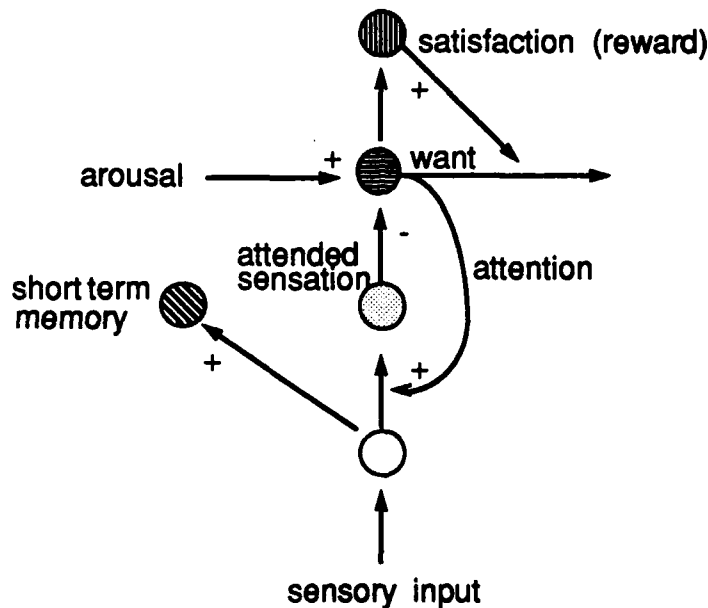 satisfaction (reward)
+
+ want
arousal
-
attended
sensation
attention
short term
memory
+
+
sensory input